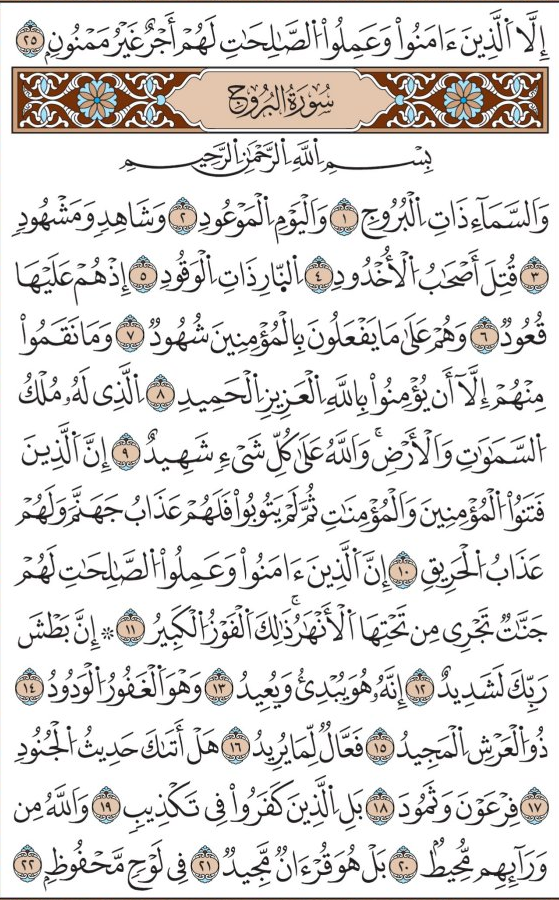 إِلَّا ٱلَّذِينَ ءَامَنُوا۟ وَعَمِلُوا۟ ٱلصَّٰلِحَٰتِ لَهُمْ أَجْرٌ غَيْرُ مَمْنُونٍۭ ٢٥
سُورَةُ البُرُوج
بِسْمِ ٱللَّهِ ٱلرَّحْمَٰنِ ٱلرَّحِيمِ
وَٱلسَّمَآءِ ذَاتِ ٱلْبُرُوجِ ١ وَٱلْيَوْمِ ٱلْمَوْعُودِ ٢ وَشَاهِدٍ وَمَشْهُودٍ
٣ قُتِلَ أَصْحَٰبُ ٱلْأُخْدُودِ ٤ ٱلنَّارِ ذَاتِ ٱلْوَقُودِ ٥ إِذْ هُمْ عَلَيْهَا
قُعُودٌ ٦ وَهُمْ عَلَىٰ مَا يَفْعَلُونَ بِٱلْمُؤْمِنِينَ شُهُودٌ ٧ وَمَا نَقَمُوا۟
مِنْهُمْ إِلَّآ أَن يُؤْمِنُوا۟ بِٱللَّهِ ٱلْعَزِيزِ ٱلْحَمِيدِ ٨ ٱلَّذِى لَهُۥ مُلْكُ
ٱلسَّمَٰوَٰتِ وَٱلْأَرْضِ ۚ وَٱللَّهُ عَلَىٰ كُلِّ شَىْءٍ شَهِيدٌ ٩ إِنَّ ٱلَّذِينَ
فَتَنُوا۟ ٱلْمُؤْمِنِينَ وَٱلْمُؤْمِنَٰتِ ثُمَّ لَمْ يَتُوبُوا۟ فَلَهُمْ عَذَابُ جَهَنَّمَ وَلَهُمْ
عَذَابُ ٱلْحَرِيقِ ١٠ إِنَّ ٱلَّذِينَ ءَامَنُوا۟ وَعَمِلُوا۟ ٱلصَّٰلِحَٰتِ لَهُمْ
جَنَّٰتٌ تَجْرِى مِن تَحْتِهَا ٱلْأَنْهَٰرُ ۚ ذَٰلِكَ ٱلْفَوْزُ ٱلْكَبِيرُ ١١ ۞ إِنَّ بَطْشَ
رَبِّكَ لَشَدِيدٌ ١٢ إِنَّهُۥ هُوَ يُبْدِئُ وَيُعِيدُ ١٣ وَهُوَ ٱلْغَفُورُ ٱلْوَدُودُ ١٤
ذُو ٱلْعَرْشِ ٱلْمَجِيدُ ١٥ فَعَّالٌ لِّمَا يُرِيدُ ١٦ هَلْ أَتَىٰكَ حَدِيثُ ٱلْجُنُودِ
١٧ فِرْعَوْنَ وَثَمُودَ ١٨ بَلِ ٱلَّذِينَ كَفَرُوا۟ فِى تَكْذِيبٍ ١٩ وَٱللَّهُ مِن
وَرَآئِهِم مُّحِيطٌۢ ٢٠ بَلْ هُوَ قُرْءَانٌ مَّجِيدٌ ٢١ فِى لَوْحٍ مَّحْفُوظٍۭ ٢٢